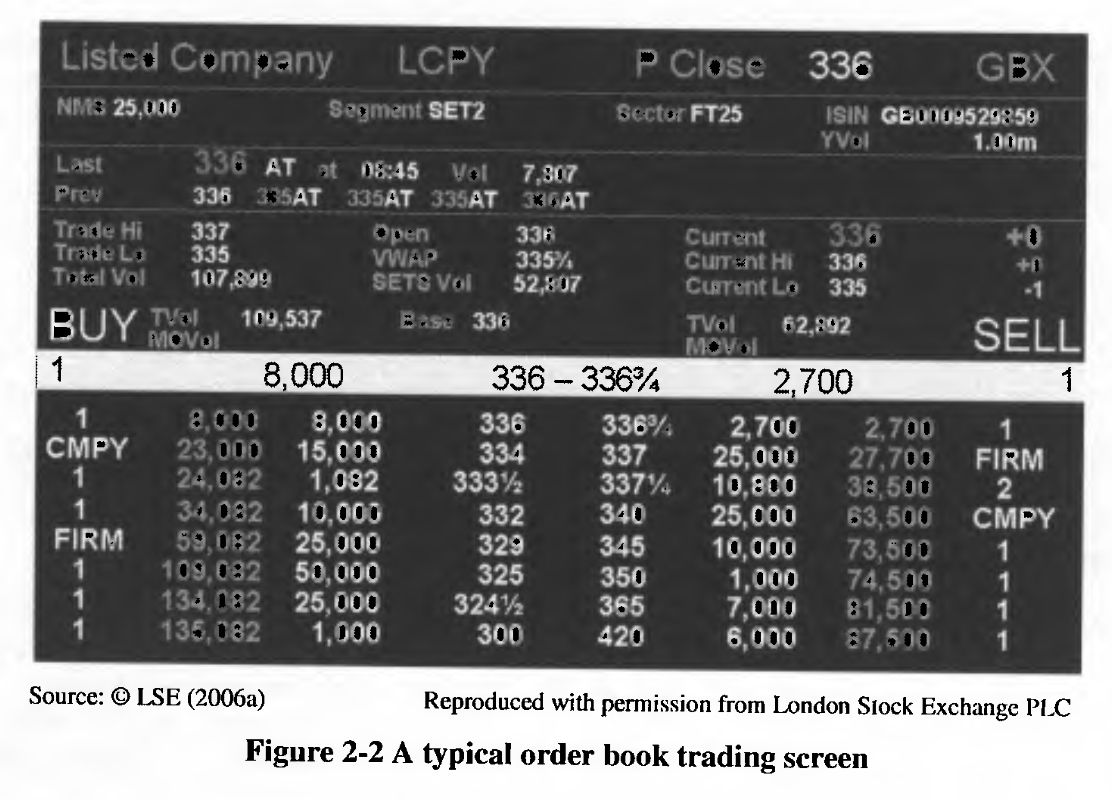 Listed Company LCPY P Close 336 GBX
NMS 25,000 Segment SET2 Sector FT25 ISIN GB0009529859
YVol 1.00m
Last 336 AT at 08:45 Vol 7,807
Prev 336 335AT 335AT 335AT 336AT
Trade Hi 337 Open 336 Current 336 +0
Trade Lo 335 VWAP 335¾ Current Hi 336 +0
Total Vol 107,899 SETS Vol 52,807 Current Lo 335 -1
BUY TVol 109,537 Base 336 TVol 62,892 SELL
MOVol MOVol
1 8,000 336 – 336¾ 2,700 1
1 8,000 8,000 336 336¾ 2,700 2,700 1
CMPY 23,000 15,000 334 337 25,000 27,700 FIRM
1 24,082 1,082 333½ 337¼ 10,800 38,500 2
1 34,082 10,000 332 340 25,000 63,500 CMPY
FIRM 59,082 25,000 329 345 10,000 73,500 1
1 109,082 50,000 325 350 1,000 74,500 1
1 134,082 25,000 324½ 365 7,000 81,500 1
1 135,082 1,000 300 420 6,000 87,500 1
Source: © LSE (2006a) Reproduced with permission from London Stock Exchange PLC
Figure 2-2 A typical order book trading screen